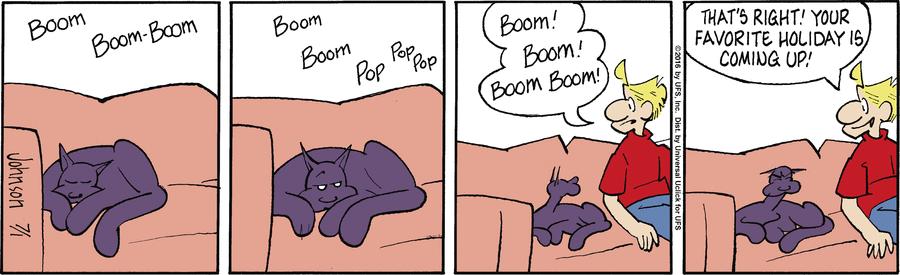 Boom
Boom-Boom
Johnson 7/1
Boom
Boom
Pop
Pop
Pop
Boom!
Boom!
Boom Boom!
©2016 by UFS, Inc. Dist. by Universal Uclick for UFS
THAT'S RIGHT! YOUR
FAVORITE HOLIDAY IS
COMING UP!